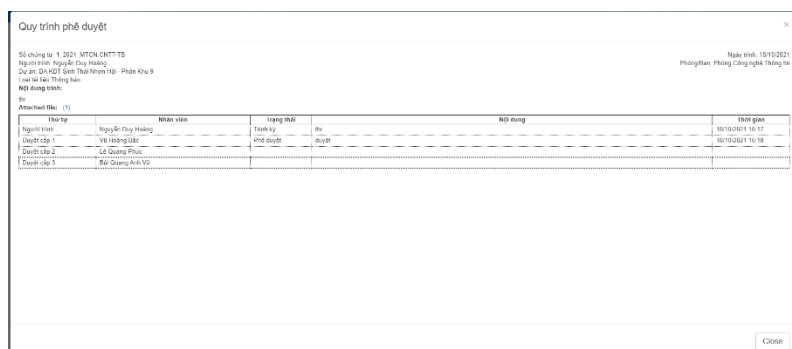 Quy trình phê duyệt
×
Số chứng từ: 1_2021_MTCN.CNTT-TB
Ngày trình: 18/10/2021
Người trình: Nguyễn Duy Hoàng
Phòng/Ban: Phòng Công nghệ Thông tin
Dự án: DA KDT Sinh Thái Nhơn Hội - Phân Khu 9
Loại tài liệu: Thông báo
Nội dung trình:
thr
Attached file: (1)
Thứ tự Nhân viên Trạng thái Nội dung Thời gian
Người trình Nguyễn Duy Hoàng Trình ký thr 18/10/2021 16:17
Duyệt cấp 1 Vũ Hoàng Bắc Phê duyệt duyệt 18/10/2021 16:18
Duyệt cấp 2 Lê Quang Phúc
Duyệt cấp 3 Bùi Quang Anh Vũ
Close